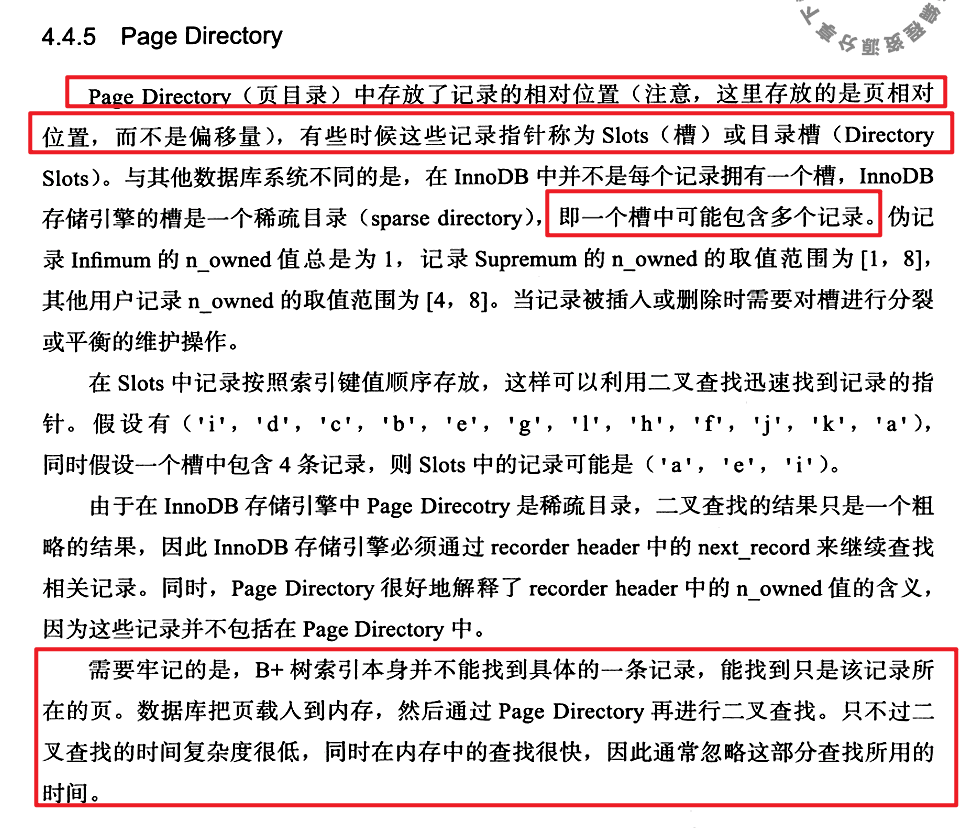 4.4.5 Page Directory
Page Directory（页目录）中存放了记录的相对位置（注意，这里存放的是页相对
位置，而不是偏移量），有些时候这些记录指针称为 Slots（槽）或目录槽（Directory
Slots）。与其他数据库系统不同的是，在 InnoDB 中并不是每个记录拥有一个槽，InnoDB
存储引擎的槽是一个稀疏目录（sparse directory），即一个槽中可能包含多个记录。伪记
录 Infimum 的 n_owned 值总是为 1，记录 Supremum 的 n_owned 的取值范围为 [1，8]，
其他用户记录 n_owned 的取值范围为 [4，8]。当记录被插入或删除时需要对槽进行分裂
或平衡的维护操作。
在 Slots 中记录按照索引键值顺序存放，这样可以利用二叉查找迅速找到记录的指
针。假设有（'i'，'d'，'c'，'b'，'e'，'g'，'l'，'h'，'f'，'j'，'k'，'a'），
同时假设一个槽中包含 4 条记录，则 Slots 中的记录可能是（'a'，'e'，'i'）。
由于在 InnoDB 存储引擎中 Page Direcotry 是稀疏目录，二叉查找的结果只是一个粗
略的结果，因此 InnoDB 存储引擎必须通过 recorder header 中的 next_record 来继续查找
相关记录。同时，Page Directory 很好地解释了 recorder header 中的 n_owned 值的含义，
因为这些记录并不包括在 Page Directory 中。
需要牢记的是，B+ 树索引本身并不能找到具体的一条记录，能找到只是该记录所
在的页。数据库把页载入到内存，然后通过 Page Directory 再进行二叉查找。只不过二
叉查找的时间复杂度很低，同时在内存中的查找很快，因此通常忽略这部分查找所用的
时间。
编程资源分享下